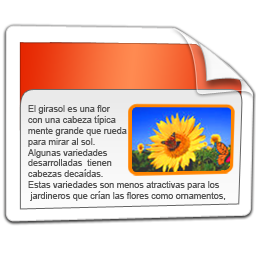 El girasol es una flor
con una cabeza típica
mente grande que rueda
para mirar al sol.
Algunas variedades
desarrolladas tienen
cabezas decaídas.
Estas variedades son menos atractivas para los
jardineros que crían las flores como ornamentos,